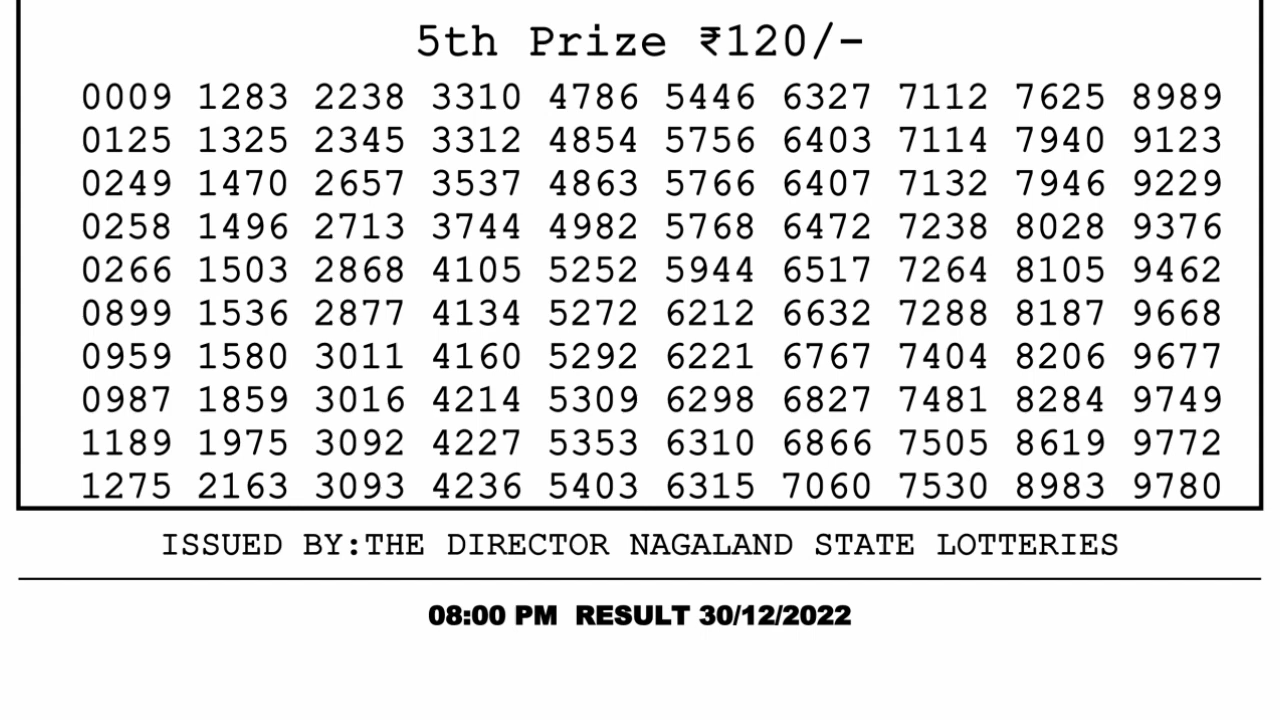 5th Prize ₹120/-
0009 1283 2238 3310 4786 5446 6327 7112 7625 8989
0125 1325 2345 3312 4854 5756 6403 7114 7940 9123
0249 1470 2657 3537 4863 5766 6407 7132 7946 9229
0258 1496 2713 3744 4982 5768 6472 7238 8028 9376
0266 1503 2868 4105 5252 5944 6517 7264 8105 9462
0899 1536 2877 4134 5272 6212 6632 7288 8187 9668
0959 1580 3011 4160 5292 6221 6767 7404 8206 9677
0987 1859 3016 4214 5309 6298 6827 7481 8284 9749
1189 1975 3092 4227 5353 6310 6866 7505 8619 9772
1275 2163 3093 4236 5403 6315 7060 7530 8983 9780
ISSUED BY:THE DIRECTOR NAGALAND STATE LOTTERIES
08:00 PM RESULT 30/12/2022